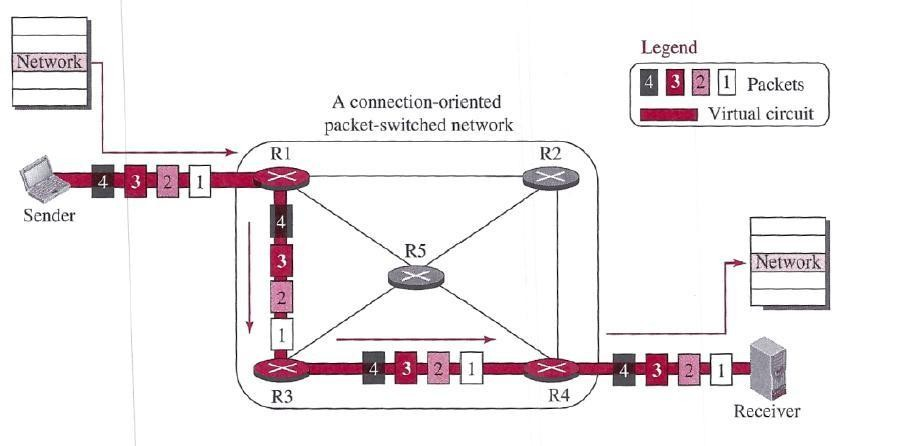 Network
Legend
4 3 2 1 Packets
Virtual circuit
A connection-oriented
packet-switched network
R1
R2
4 3 2 1
Sender
4
3
2
1
R5
Network
4 3 2 1
4 3 2 1
R3
R4
Receiver